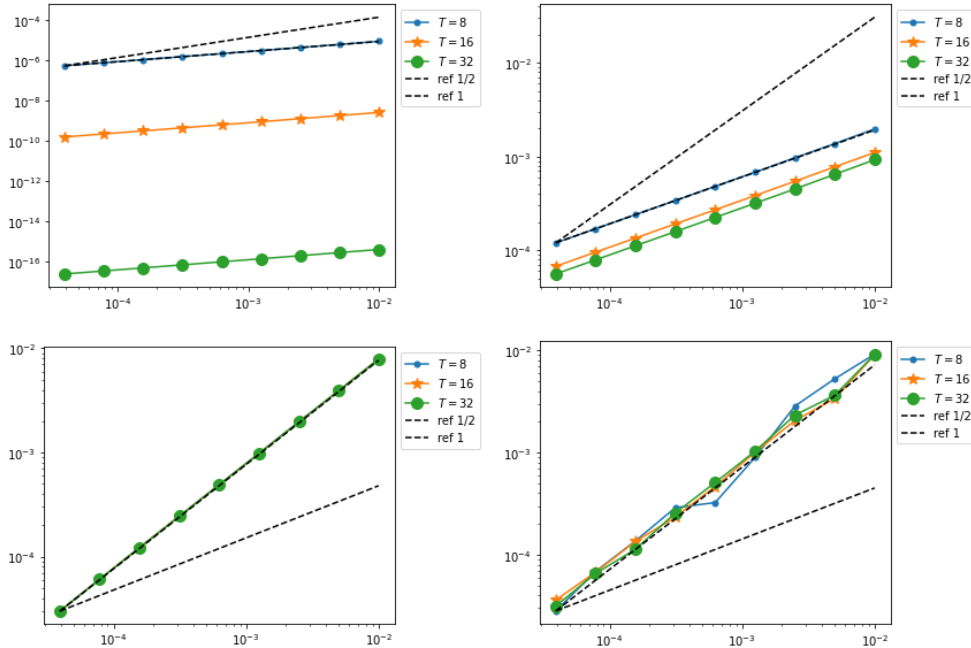 10⁻⁴
10⁻⁶
10⁻⁸
10⁻¹⁰
10⁻¹²
10⁻¹⁴
10⁻¹⁶
10⁻⁴ 10⁻³ 10⁻²
T = 8
T = 16
T = 32
ref 1/2
ref 1
10⁻²
10⁻³
10⁻⁴
10⁻⁴ 10⁻³ 10⁻²
T = 8
T = 16
T = 32
ref 1/2
ref 1
10⁻²
10⁻³
10⁻⁴
10⁻⁴ 10⁻³ 10⁻²
T = 8
T = 16
T = 32
ref 1/2
ref 1
10⁻²
10⁻³
10⁻⁴
10⁻⁴ 10⁻³ 10⁻²
T = 8
T = 16
T = 32
ref 1/2
ref 1